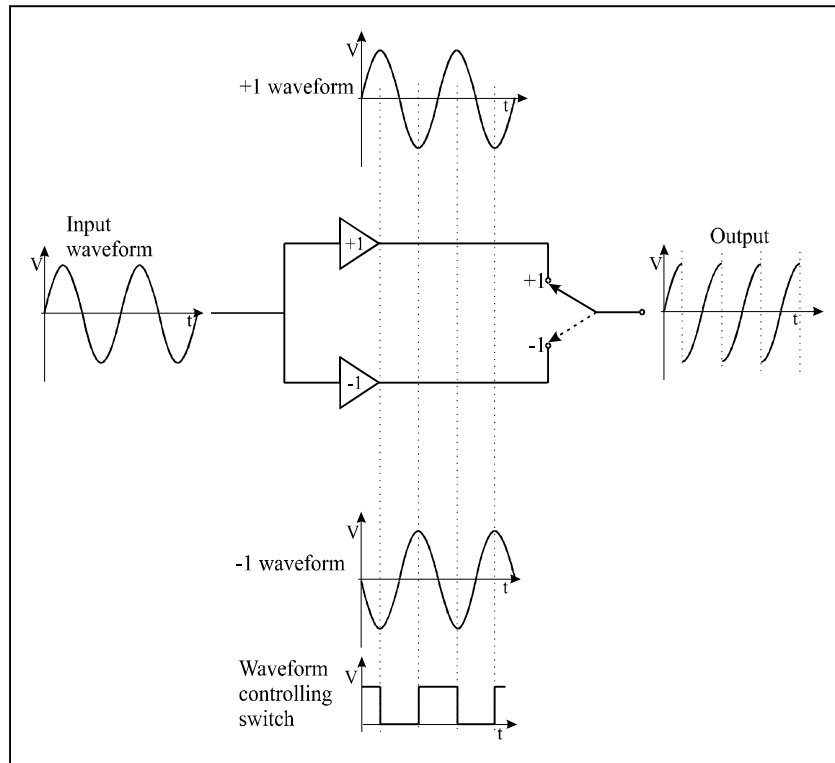 V
+1 waveform
t
Input
waveform
V
t
+1
+1
-1
-1
Output
V
t
V
-1 waveform
t
Waveform
controlling
switch
V
t